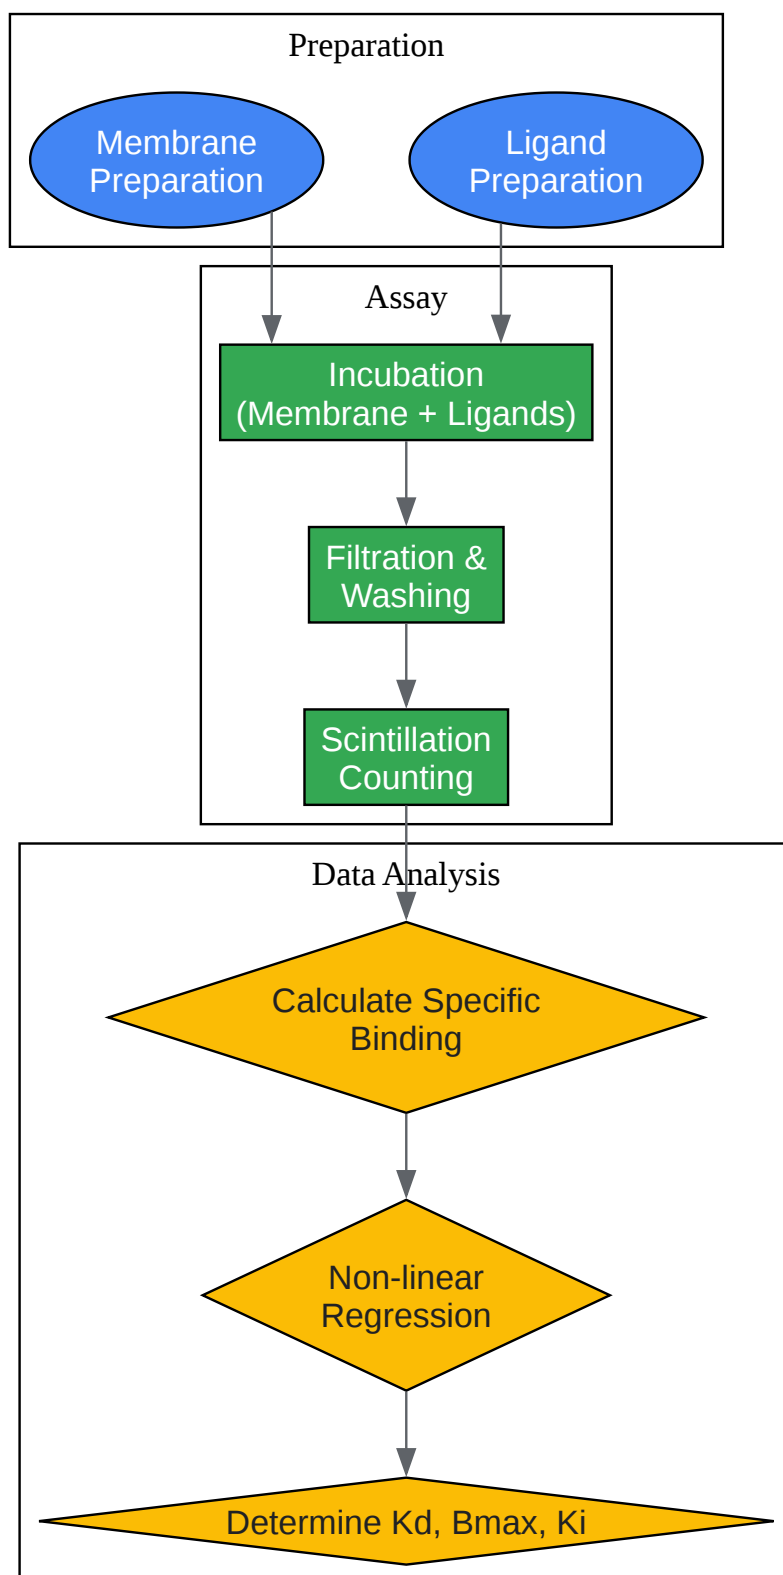 Preparation
Membrane
Preparation
Ligand
Preparation
Assay
Incubation
(Membrane + Ligands)
Filtration &
Washing
Scintillation
Counting
Data Analysis
Calculate Specific
Binding
Non-linear
Regression
Determine Kd, Bmax, Ki